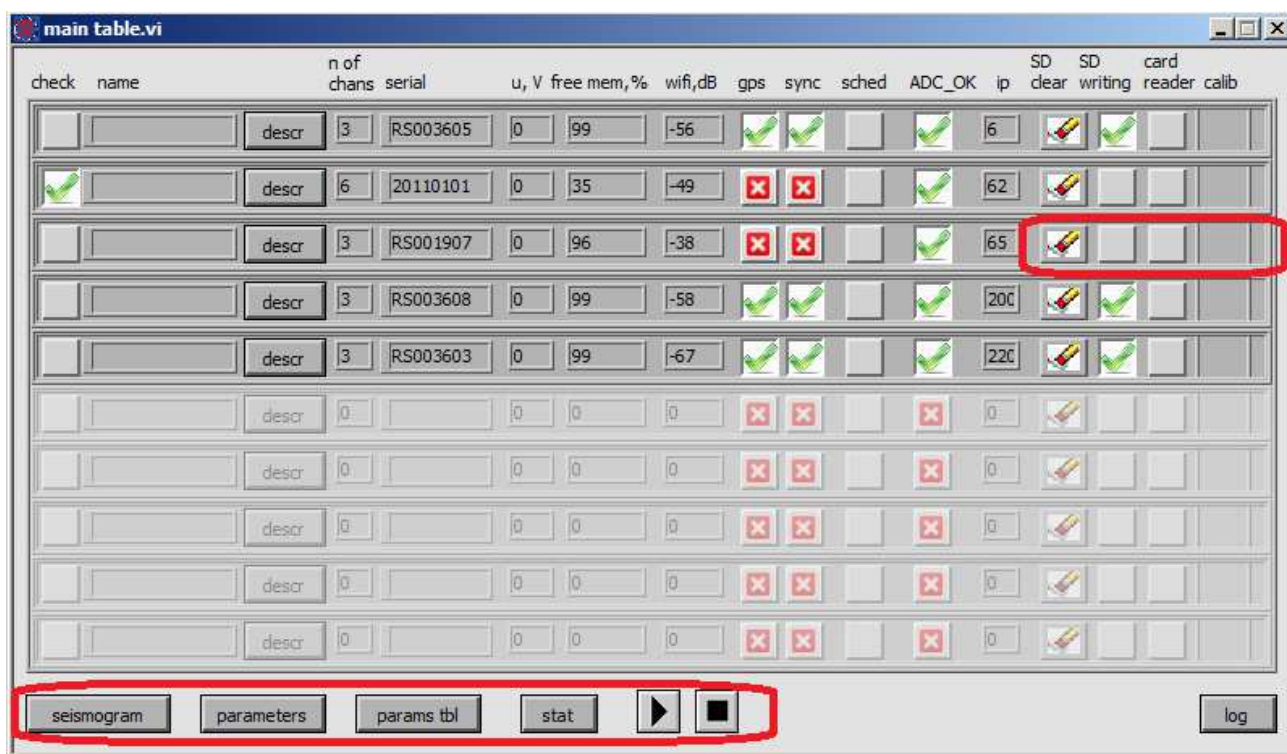 main table.vi
check name n of chans serial u, V free mem, % wifi,dB gps sync sched ADC_OK ip SD clear SD writing card reader calib
descr 3 RS003605 0 99 -56 6
descr 6 20110101 0 35 -49 62
descr 3 RS001907 0 96 -38 65
descr 3 RS003608 0 99 -58 200
descr 3 RS003603 0 99 -67 220
descr 0 0 0 0 0
descr 0 0 0 0 0
descr 0 0 0 0 0
descr 0 0 0 0 0
descr 0 0 0 0 0
seismogram parameters params tbl stat log